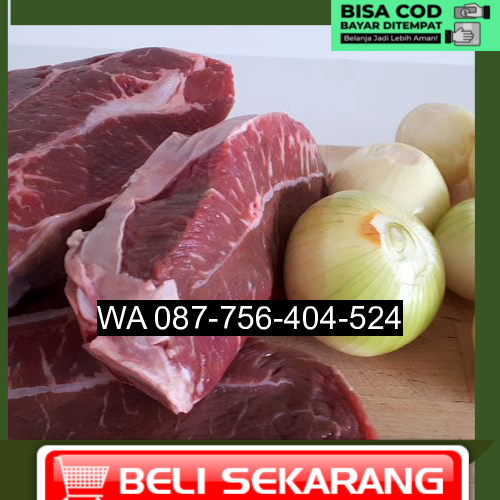 BISA COD
BAYAR DITEMPAT
Belanja Jadi Lebih Aman!
WA 087-756-404-524
BELI SEKARANG